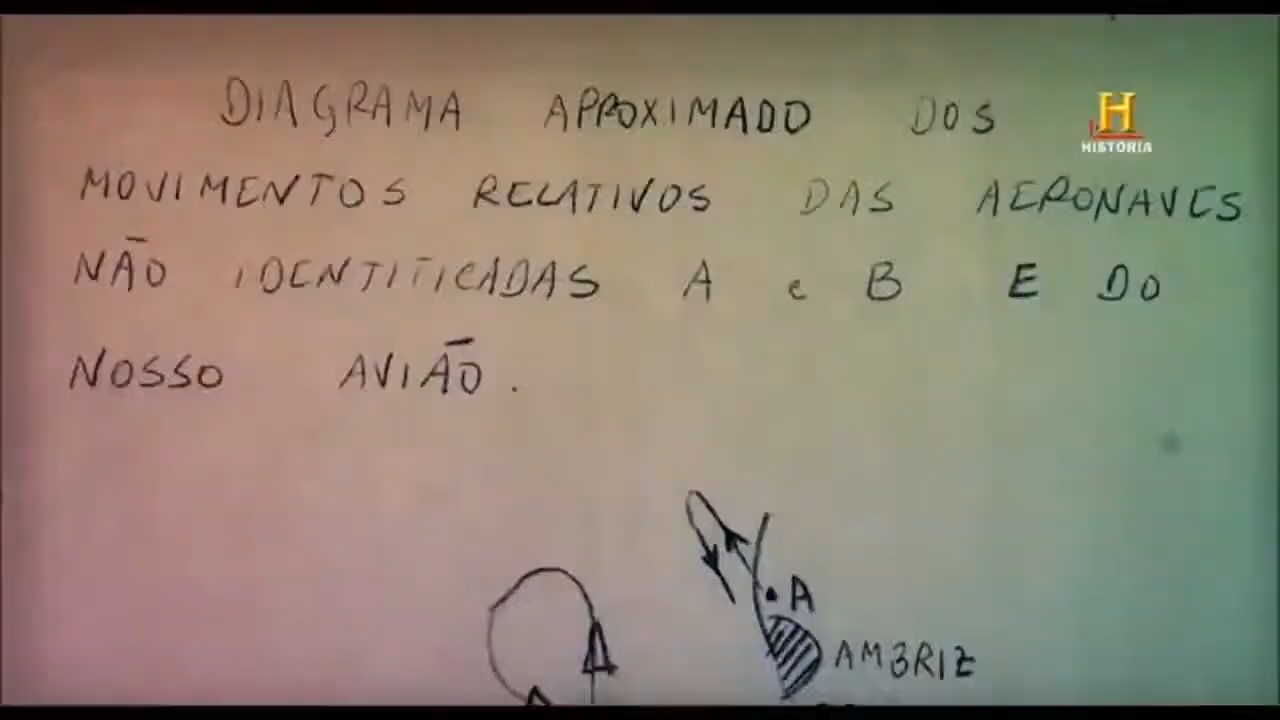 DIAGRAMA APROXIMADO DOS
H
HISTORIA
MOVIMENTOS RELATIVOS DAS AERONAVES
NÃO IDENTIFICADAS A e B E DO
NOSSO AVIÃO.
A
AMBRIZ